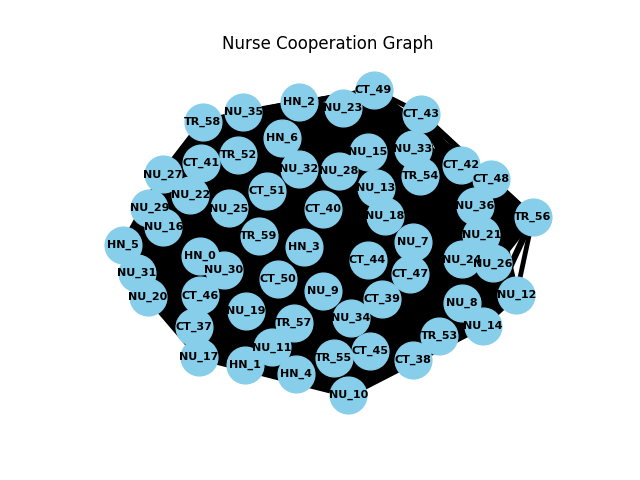 Nurse Cooperation Graph
CT_49
HN_2
NU_23
NU_35
CT_43
TR_58
HN_6
NU_33
NU_15
TR_52
CT_41
CT_42
NU_32
NU_28
NU_27
TR_54
CT_48
NU_13
CT_51
NU_22
NU_36
NU_29
NU_25
CT_40
NU_18
TR_56
NU_16
NU_21
TR_59
NU_7
HN_5
HN_3
HN_0
NU_24
CT_44
NU_26
NU_30
NU_31
CT_47
CT_50
NU_9
NU_12
CT_46
NU_20
CT_39
NU_8
NU_19
NU_34
TR_57
NU_14
CT_37
TR_53
NU_11
CT_45
NU_17
TR_55
CT_38
HN_1
HN_4
NU_10